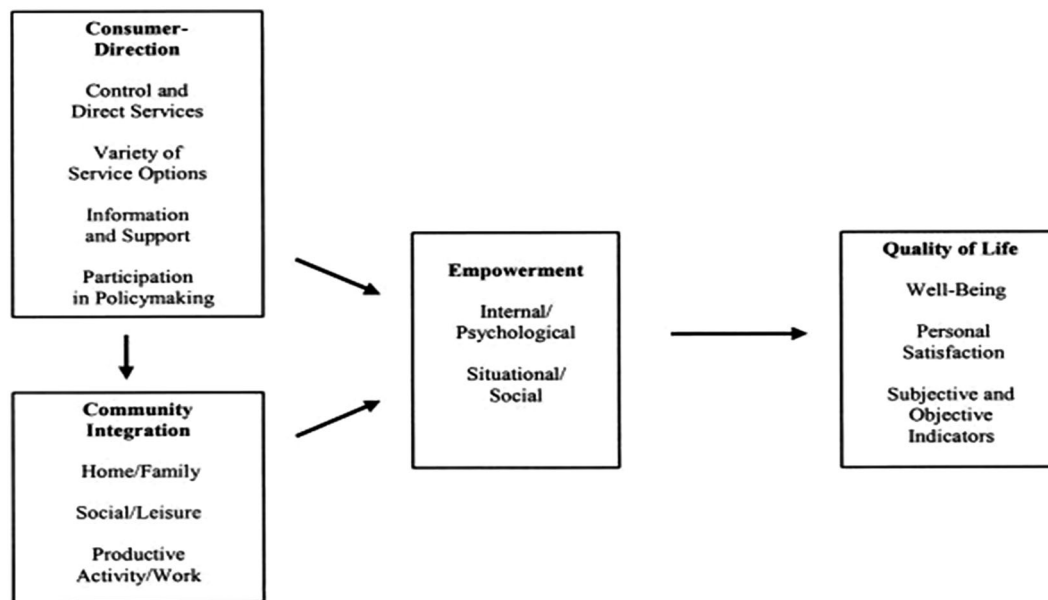 Consumer-
Direction
Control and
Direct Services
Variety of
Service Options
Information
and Support
Participation
in Policymaking
Community
Integration
Home/Family
Social/Leisure
Productive
Activity/Work
Empowerment
Internal/
Psychological
Situational/
Social
Quality of Life
Well-Being
Personal
Satisfaction
Subjective and
Objective
Indicators